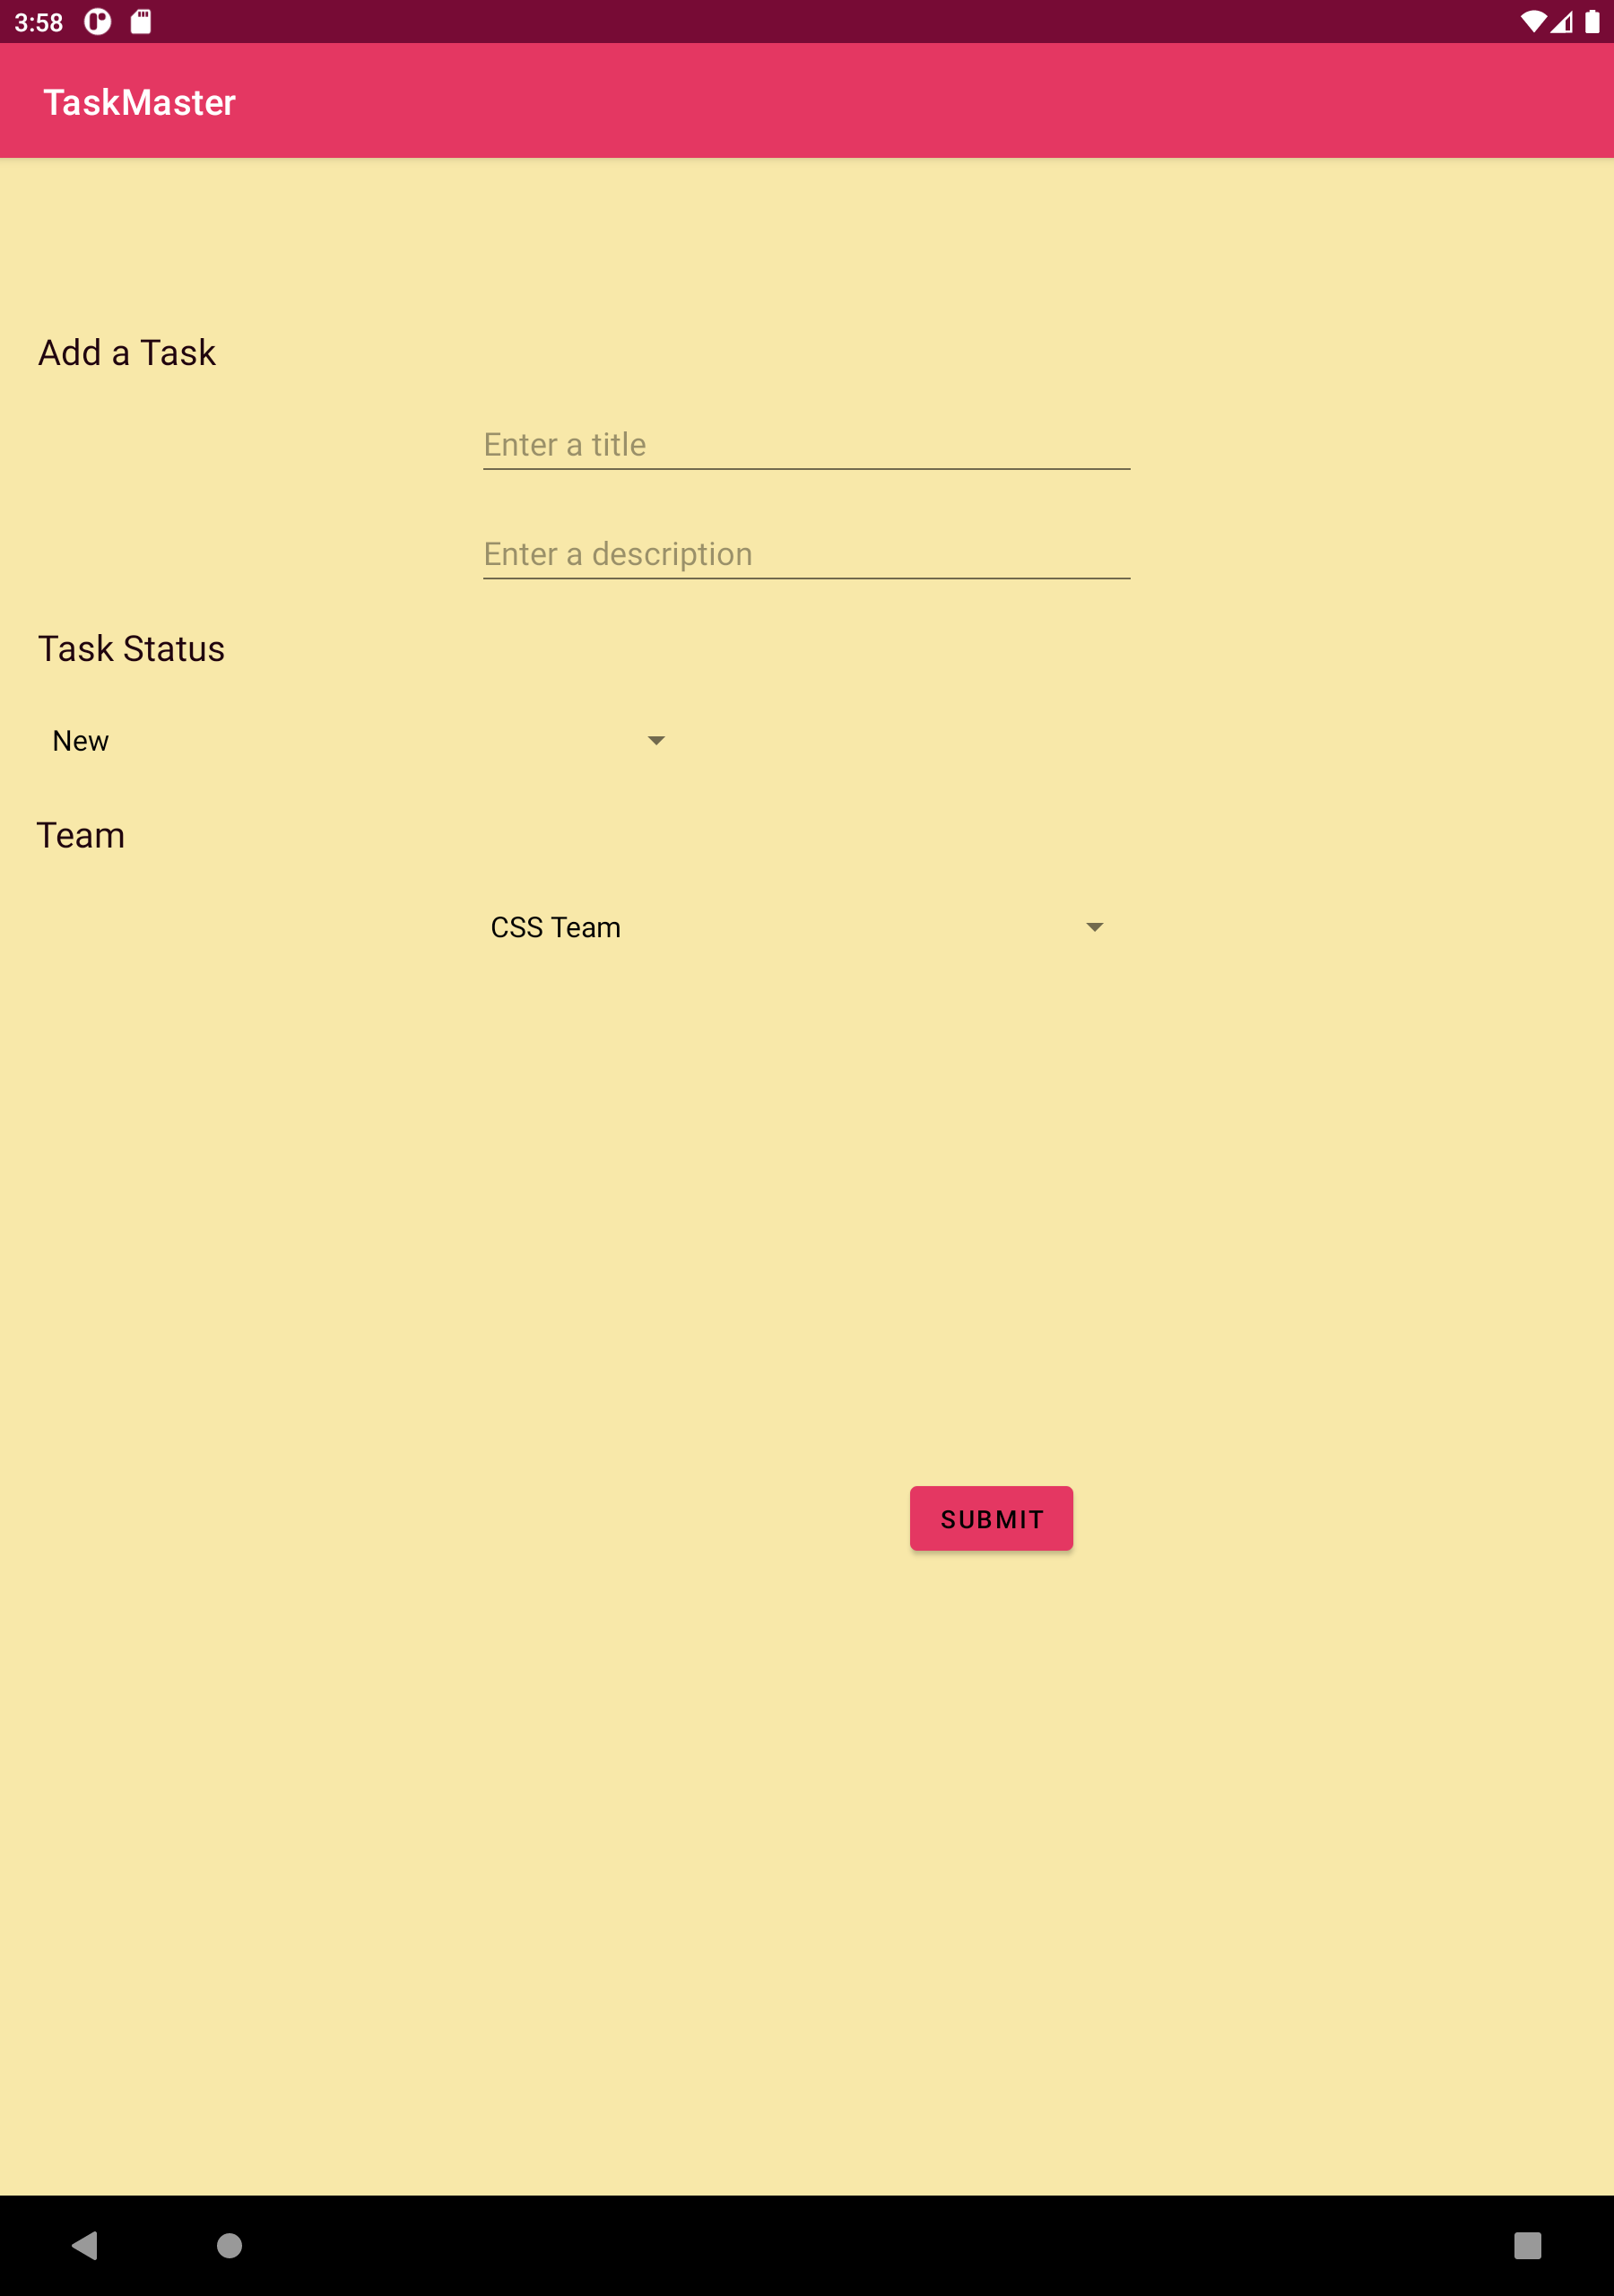 3:58
TaskMaster
Add a Task
Enter a title
Enter a description
Task Status
New
Team
CSS Team
SUBMIT